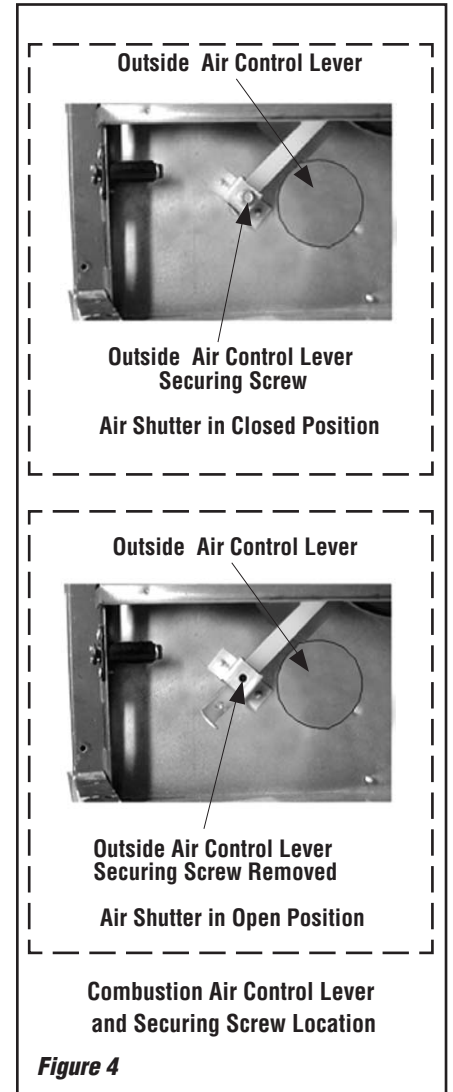 Outside Air Control Lever
Outside Air Control Lever
Securing Screw
Air Shutter in Closed Position
Outside Air Control Lever
Outside Air Control Lever
Securing Screw Removed
Air Shutter in Open Position
Combustion Air Control Lever
and Securing Screw Location
Figure 4